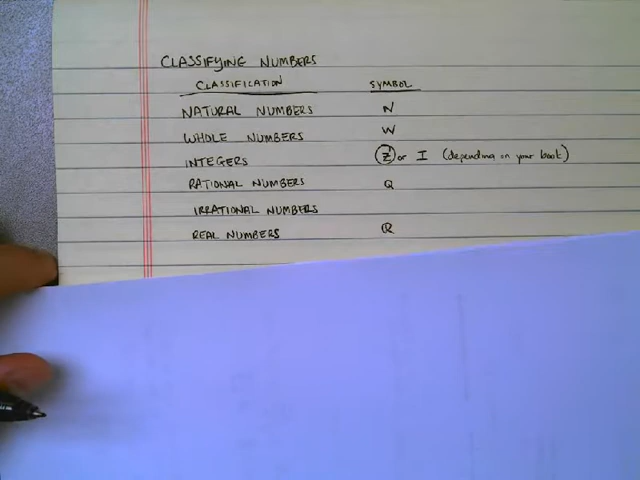 CLASSIFYING NUMBERS
CLASSIFICATION SYMBOL
NATURAL NUMBERS N
WHOLE NUMBERS W
INTEGERS Z or I (depending on your book)
RATIONAL NUMBERS Q
IRRATIONAL NUMBERS
REAL NUMBERS R